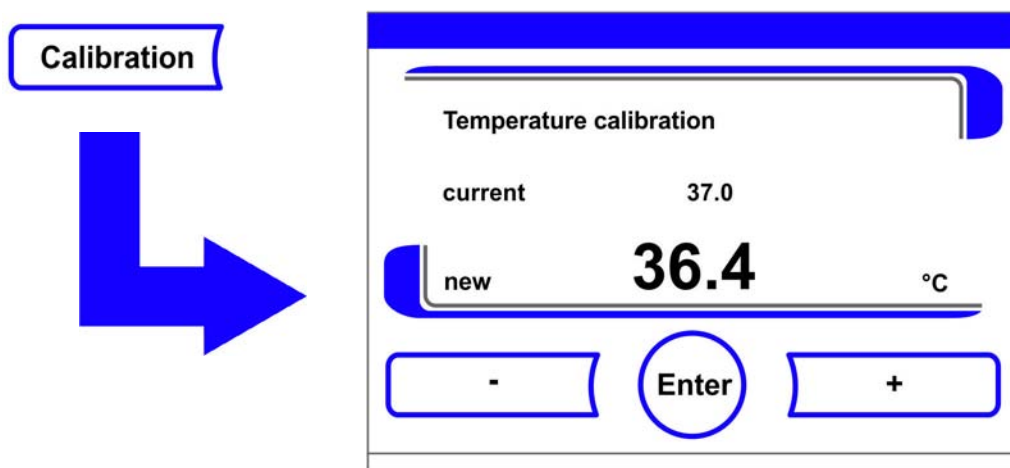 Calibration
Temperature calibration
current 37.0
new 36.4 °C
- Enter +